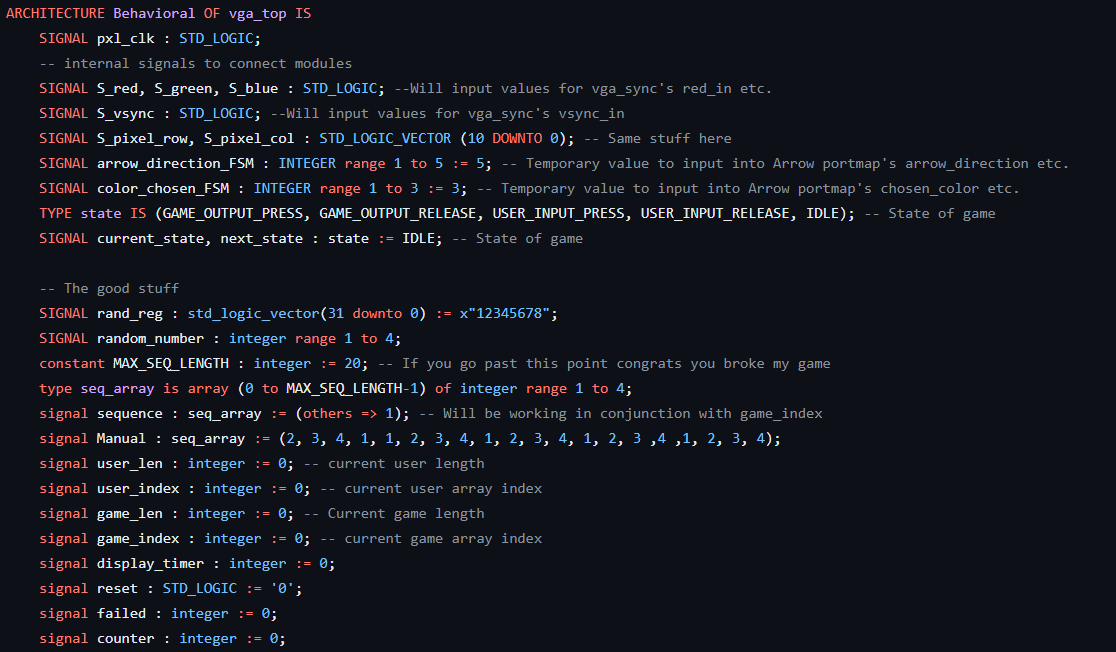 ARCHITECTURE Behavioral OF vga_top IS
    SIGNAL pxl_clk : STD_LOGIC;
    -- internal signals to connect modules
    SIGNAL S_red, S_green, S_blue : STD_LOGIC; --Will input values for vga_sync's red_in etc.
    SIGNAL S_vsync : STD_LOGIC; --Will input values for vga_sync's vsync_in
    SIGNAL S_pixel_row, S_pixel_col : STD_LOGIC_VECTOR (10 DOWNTO 0); -- Same stuff here
    SIGNAL arrow_direction_FSM : INTEGER range 1 to 5 := 5; -- Temporary value to input into Arrow portmap's arrow_direction etc.
    SIGNAL color_chosen_FSM : INTEGER range 1 to 3 := 3; -- Temporary value to input into Arrow portmap's chosen_color etc.
    TYPE state IS (GAME_OUTPUT_PRESS, GAME_OUTPUT_RELEASE, USER_INPUT_PRESS, USER_INPUT_RELEASE, IDLE); -- State of game
    SIGNAL current_state, next_state : state := IDLE; -- State of game
    -- The good stuff
    SIGNAL rand_reg : std_logic_vector(31 downto 0) := x"12345678";
    SIGNAL random_number : integer range 1 to 4;
    constant MAX_SEQ_LENGTH : integer := 20; -- If you go past this point congrats you broke my game
    type seq_array is array (0 to MAX_SEQ_LENGTH-1) of integer range 1 to 4;
    signal sequence : seq_array := (others => 1); -- Will be working in conjunction with game_index
    signal Manual : seq_array := (2, 3, 4, 1, 1, 2, 3, 4, 1, 2, 3, 4, 1, 2, 3 ,4 ,1, 2, 3, 4);
    signal user_len : integer := 0; -- current user length
    signal user_index : integer := 0; -- current user array index
    signal game_len : integer := 0; -- Current game length
    signal game_index : integer := 0; -- current game array index
    signal display_timer : integer := 0;
    signal reset : STD_LOGIC := '0';
    signal failed : integer := 0;
    signal counter : integer := 0;